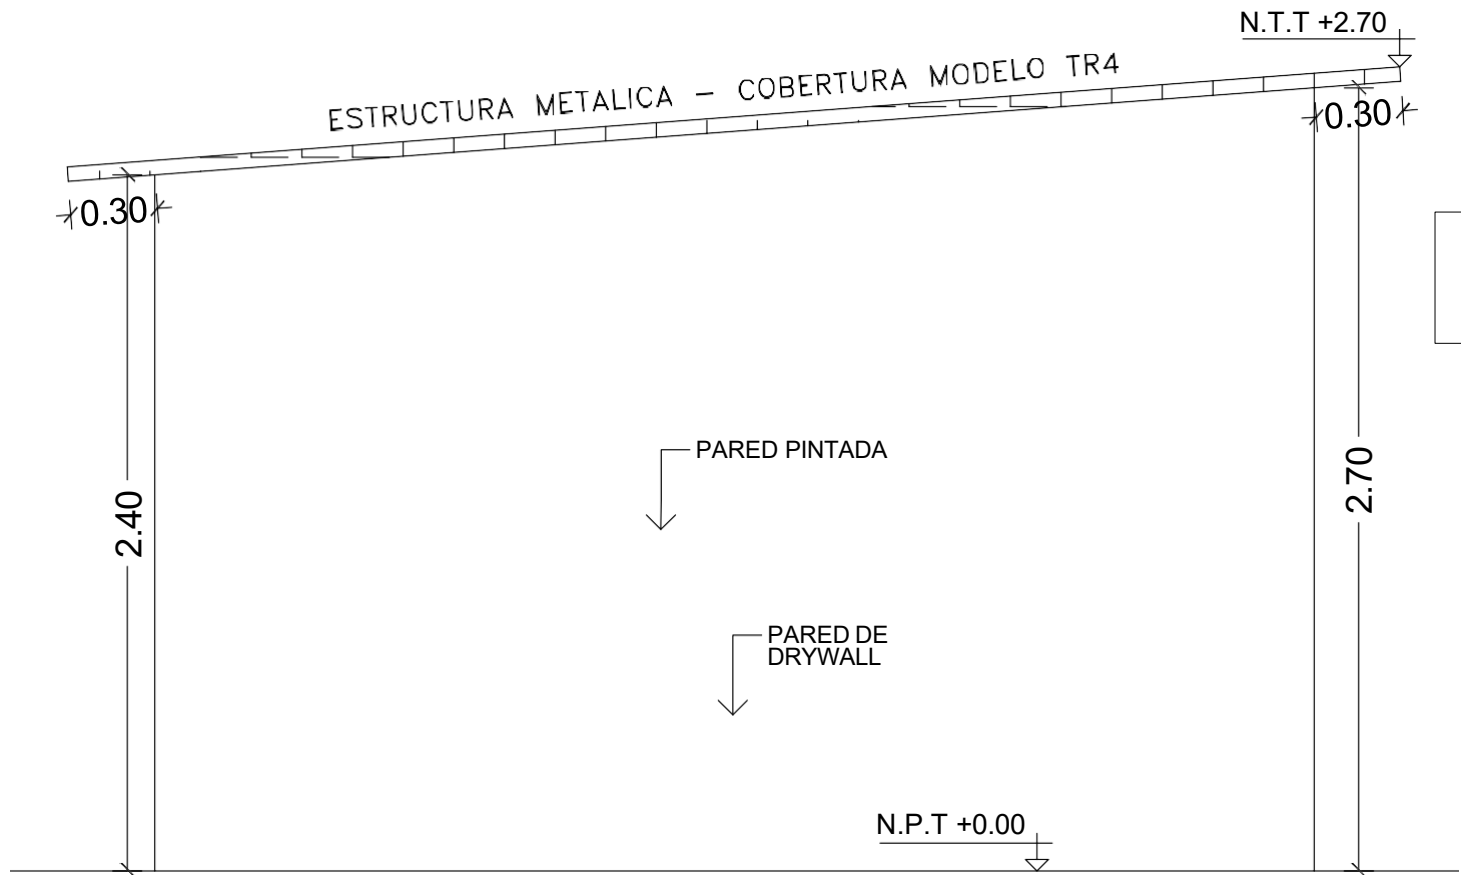 N.T.T +2.70
ESTRUCTURA METALICA – COBERTURA MODELO TR4
0.30
0.30
PARED PINTADA
2.40
2.70
PARED DE
DRYWALL
N.P.T +0.00